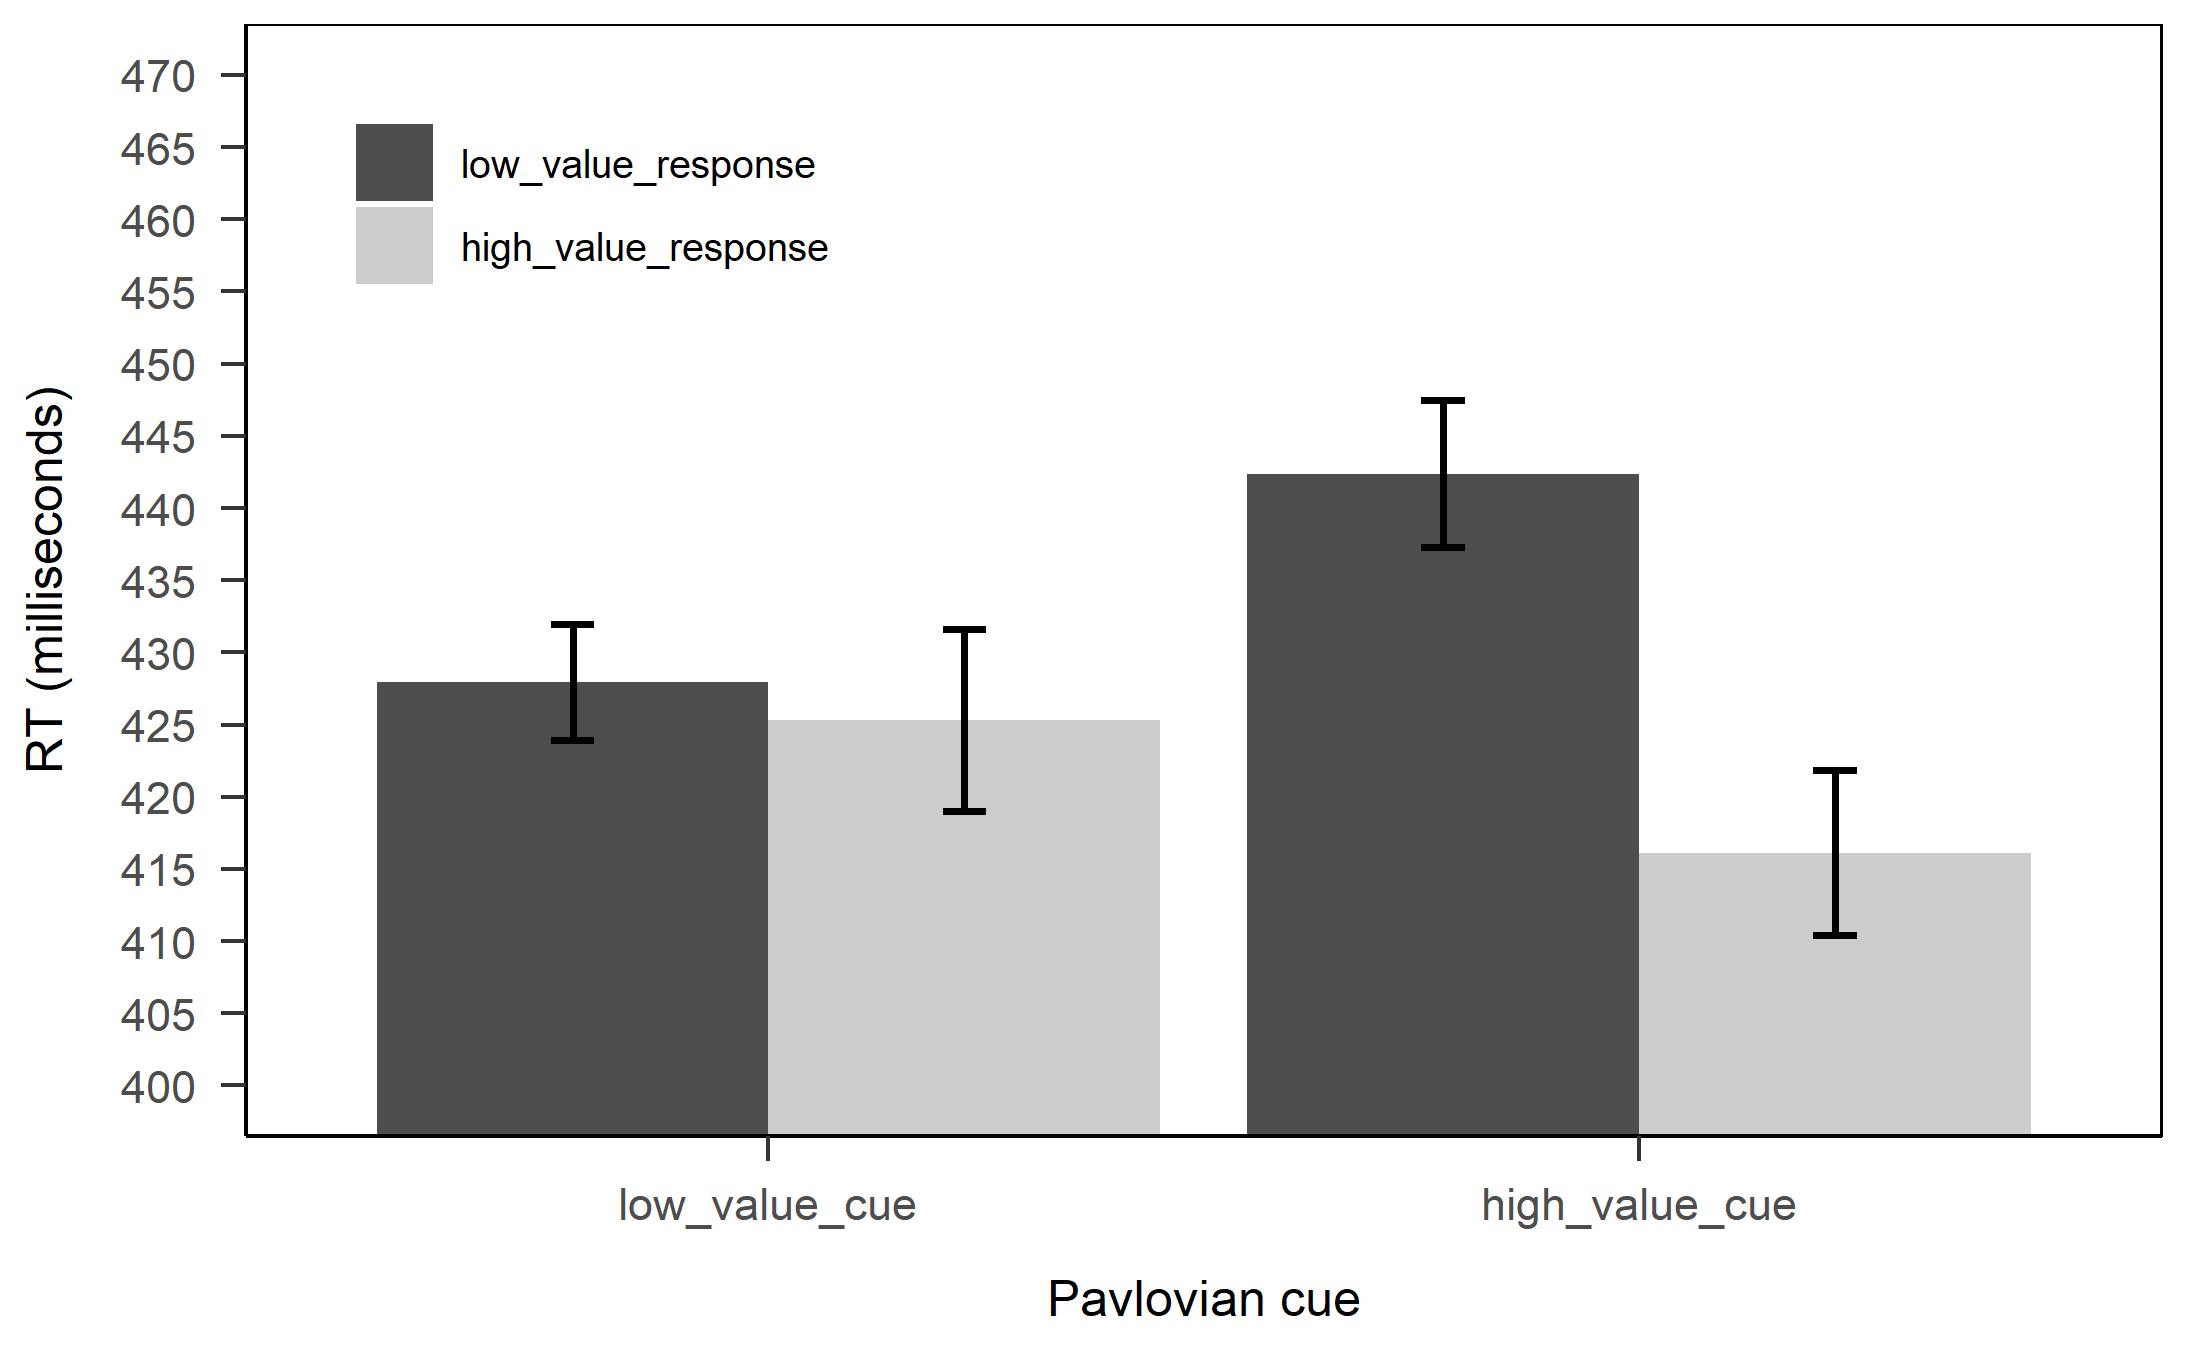 470
465
460
455
450
445
440
435
430
425
420
415
410
405
400
RT (milliseconds)
low_value_response
high_value_response
low_value_cue
high_value_cue
Pavlovian cue